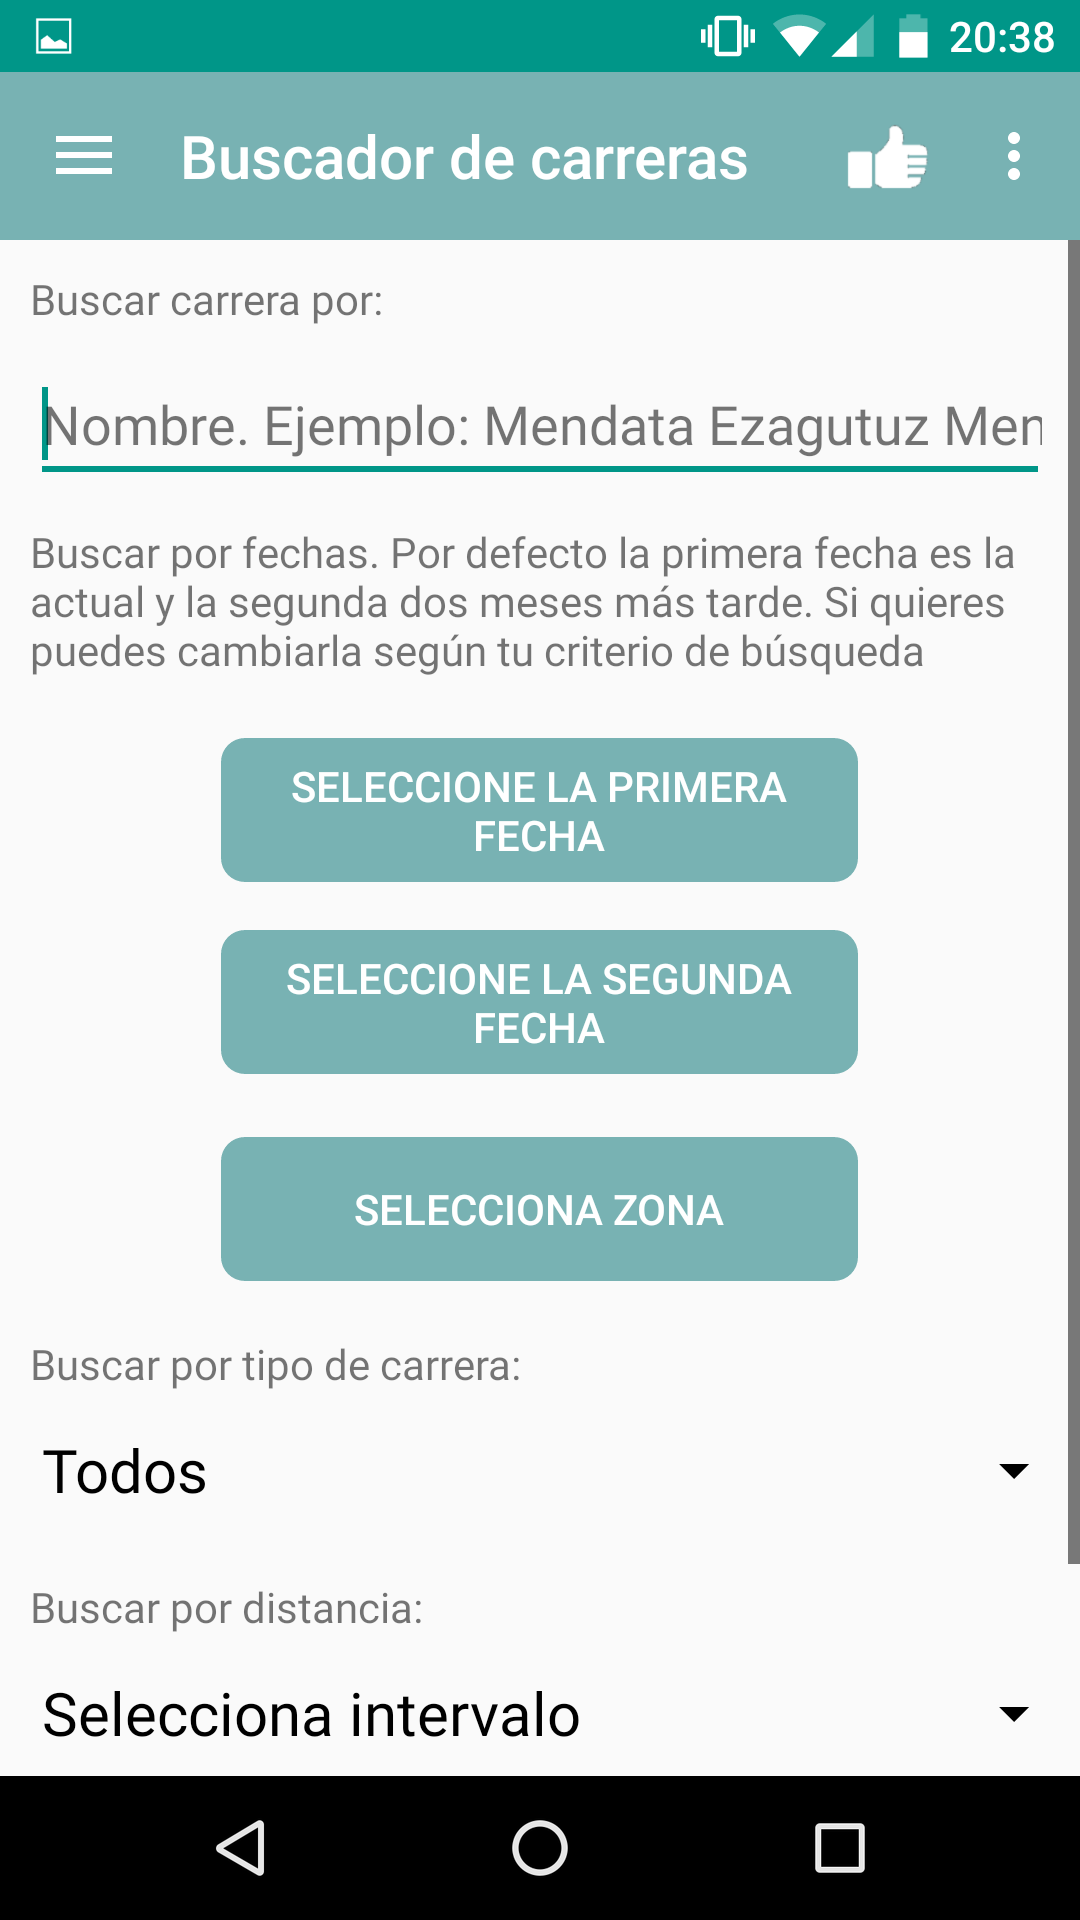 20:38
Buscador de carreras
Buscar carrera por:
Nombre. Ejemplo: Mendata Ezagutuz Men
Buscar por fechas. Por defecto la primera fecha es la
actual y la segunda dos meses más tarde. Si quieres
puedes cambiarla según tu criterio de búsqueda
SELECCIONE LA PRIMERA
FECHA
SELECCIONE LA SEGUNDA
FECHA
SELECCIONA ZONA
Buscar por tipo de carrera:
Todos
Buscar por distancia:
Selecciona intervalo